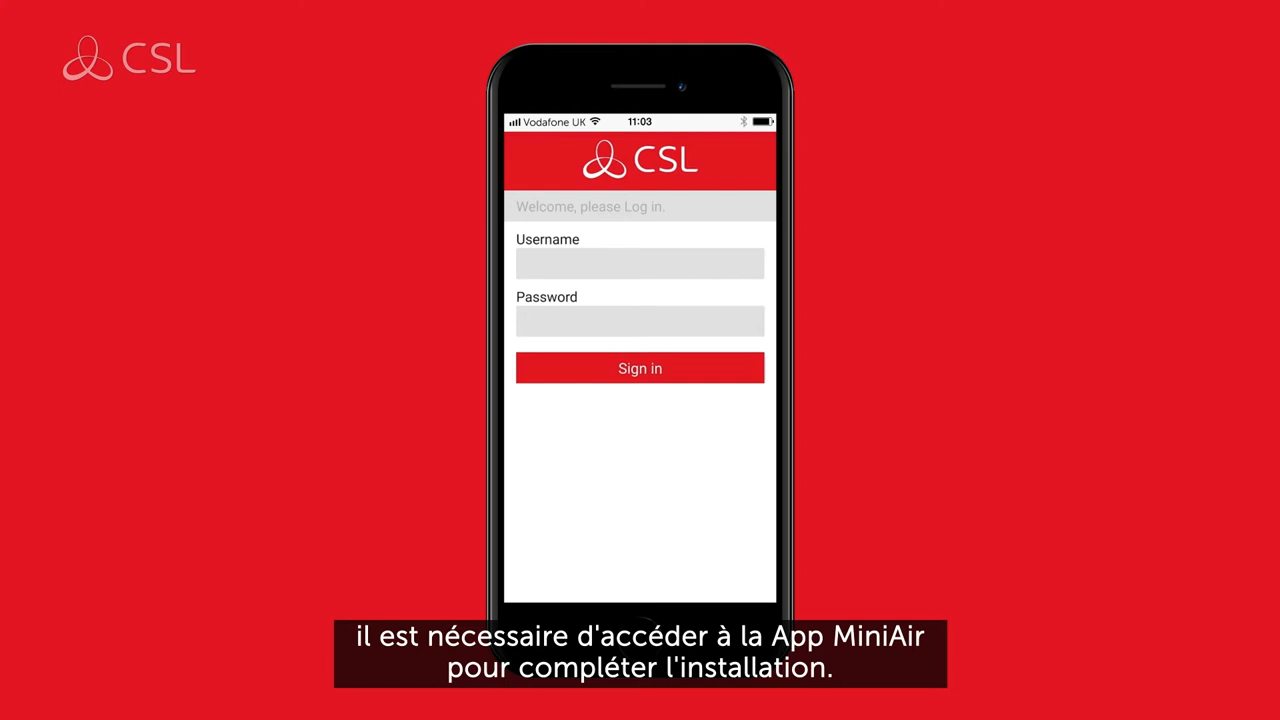 CSL
Vodafone UK 11:03
CSL
Welcome, please Log in.
Username
Password
Sign in
il est nécessaire d'accéder à la App MiniAir
pour compléter l'installation.